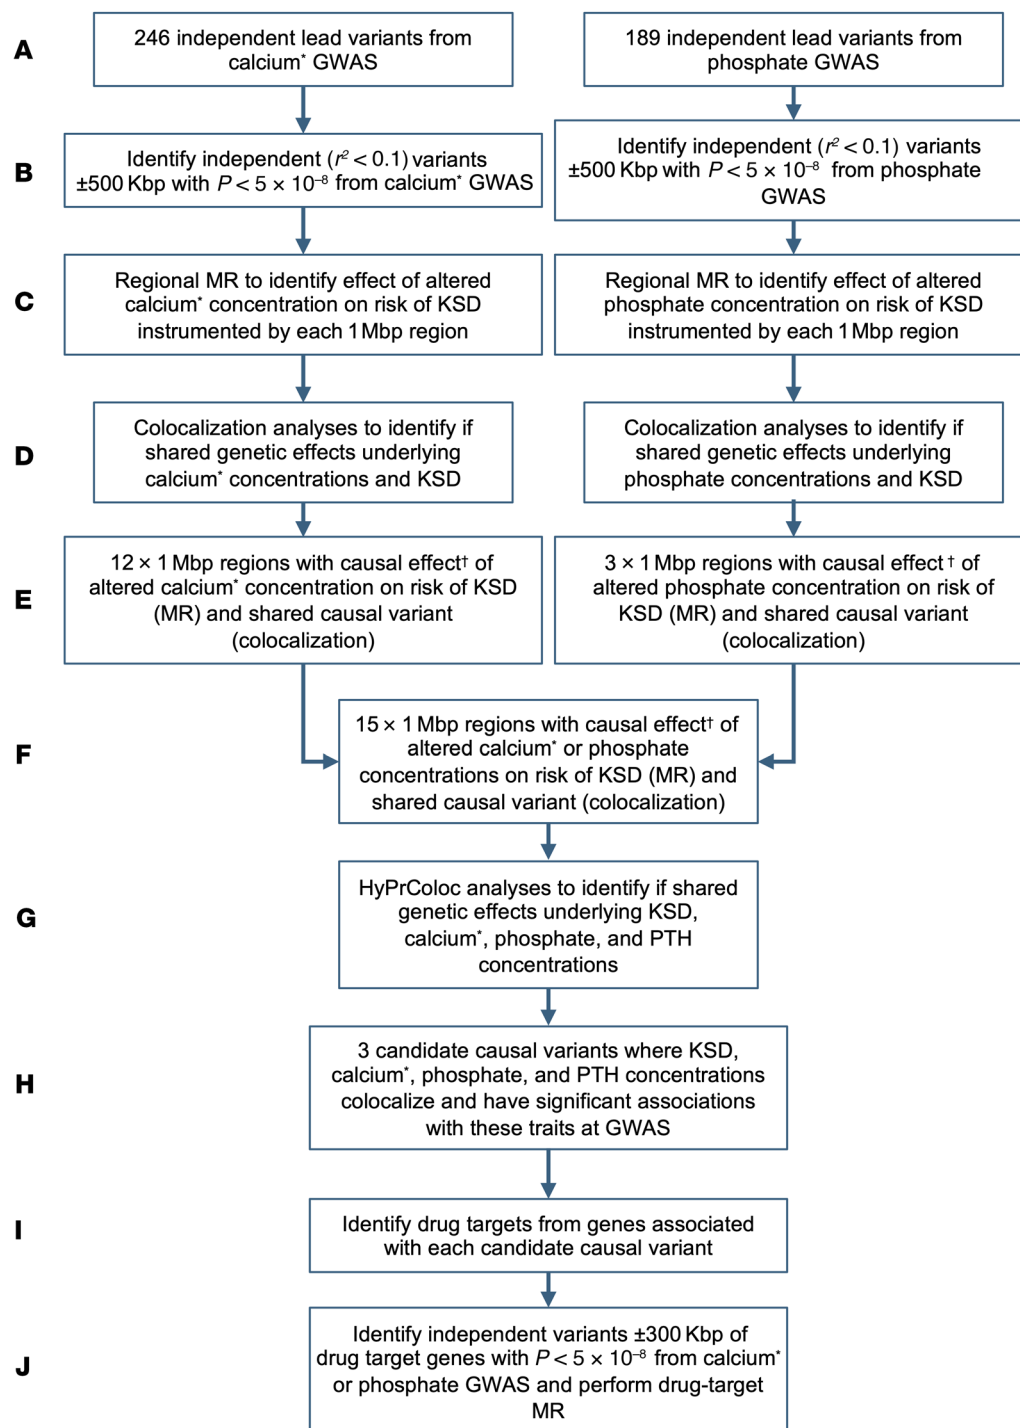 A
246 independent lead variants from
calcium* GWAS
189 independent lead variants from
phosphate GWAS
B
Identify independent (r² < 0.1) variants
±500 Kbp with P < 5 × 10⁻⁸ from calcium* GWAS
Identify independent (r² < 0.1) variants
±500 Kbp with P < 5 × 10⁻⁸ from phosphate
GWAS
C
Regional MR to identify effect of altered
calcium* concentration on risk of KSD
instrumented by each 1 Mbp region
Regional MR to identify effect of altered
phosphate concentration on risk of KSD
instrumented by each 1 Mbp region
D
Colocalization analyses to identify if
shared genetic effects underlying
calcium* concentrations and KSD
Colocalization analyses to identify if
shared genetic effects underlying
phosphate concentrations and KSD
E
12 × 1 Mbp regions with causal effect† of
altered calcium* concentration on risk of KSD
(MR) and shared causal variant
(colocalization)
3 × 1 Mbp regions with causal effect † of
altered phosphate concentration on risk of
KSD (MR) and shared causal variant
(colocalization)
F
15 × 1 Mbp regions with causal effect† of
altered calcium* or phosphate
concentrations on risk of KSD (MR) and
shared causal variant (colocalization)
G
HyPrColoc analyses to identify if shared
genetic effects underlying KSD,
calcium*, phosphate, and PTH
concentrations
H
3 candidate causal variants where KSD,
calcium*, phosphate, and PTH concentrations
colocalize and have significant associations
with these traits at GWAS
I
Identify drug targets from genes associated
with each candidate causal variant
J
Identify independent variants ±300 Kbp of
drug target genes with P < 5 × 10⁻⁸ from calcium*
or phosphate GWAS and perform drug-target
MR